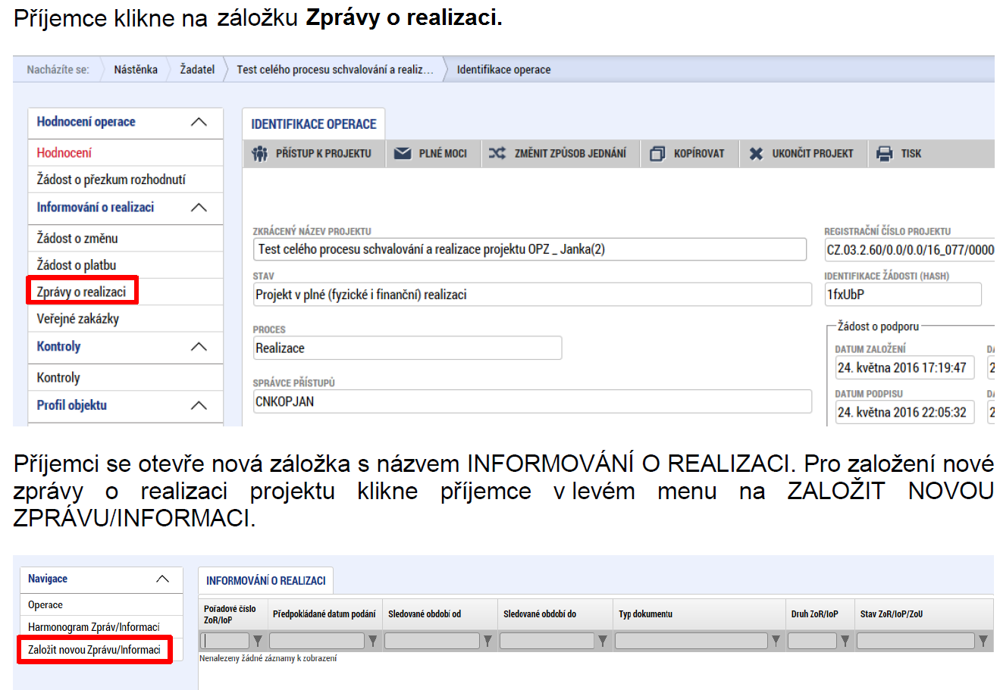 Příjemce klikne na záložku Zprávy o realizaci.
Nacházíte se: Nástěnka Žadatel Test celého procesu schvalování a realiz... Identifikace operace
Hodnocení operace
Hodnocení
Žádost o přezkum rozhodnutí
Informování o realizaci
Žádost o změnu
Žádost o platbu
Zprávy o realizaci
Veřejné zakázky
Kontroly
Kontroly
Profil objektu
IDENTIFIKACE OPERACE
PŘÍSTUP K PROJEKTU PLNÉ MOCI ZMĚNIT ZPŮSOB JEDNÁNÍ KOPÍROVAT UKONČIT PROJEKT TISK
ZKRÁCENÝ NÁZEV PROJEKTU
Test celého procesu schvalování a realizace projektu OPZ _ Janka(2)
STAV
Projekt v plné (fyzické i finanční) realizaci
PROCES
Realizace
SPRÁVCE PŘÍSTUPŮ
CNKOPJAN
REGISTRAČNÍ ČÍSLO PROJEKTU
CZ.03.2.60/0.0/0.0/16_077/0000
IDENTIFIKACE ŽÁDOSTI (HASH)
1fxUbP
Žádost o podporu
DATUM ZALOŽENÍ
24. května 2016 17:19:47
DATUM PODPISU
24. května 2016 22:05:32
Příjemci se otevře nová záložka s názvem INFORMOVÁNÍ O REALIZACI. Pro založení nové
zprávy o realizaci projektu klikne příjemce v levém menu na ZALOŽIT NOVOU
ZPRÁVU/INFORMACI.
Navigace
Operace
Harmonogram Zpráv/Informací
Založit novou Zprávu/Informaci
INFORMOVÁNÍ O REALIZACI
Pořadové číslo
ZoR/IoP
Předpokládané datum podání Sledované období od Sledované období do Typ dokumentu Druh ZoR/IoP Stav ZoR/IoP/ZoU
Nenalezeny žádné záznamy k zobrazení